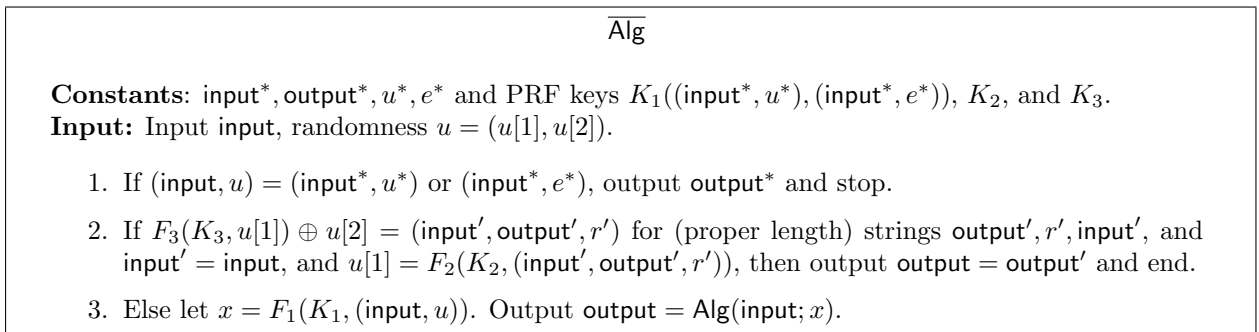 $\overline{\mathsf{Alg}}$
Constants: input*, output*, u*, e* and PRF keys K₁((input*, u*), (input*, e*)), K₂, and K₃.
Input: Input input, randomness u = (u[1], u[2]).
1. If (input, u) = (input*, u*) or (input*, e*), output output* and stop.
2. If F₃(K₃, u[1]) ⊕ u[2] = (input′, output′, r′) for (proper length) strings output′, r′, input′, and
input′ = input, and u[1] = F₂(K₂, (input′, output′, r′)), then output output = output′ and end.
3. Else let x = F₁(K₁, (input, u)). Output output = Alg(input; x).